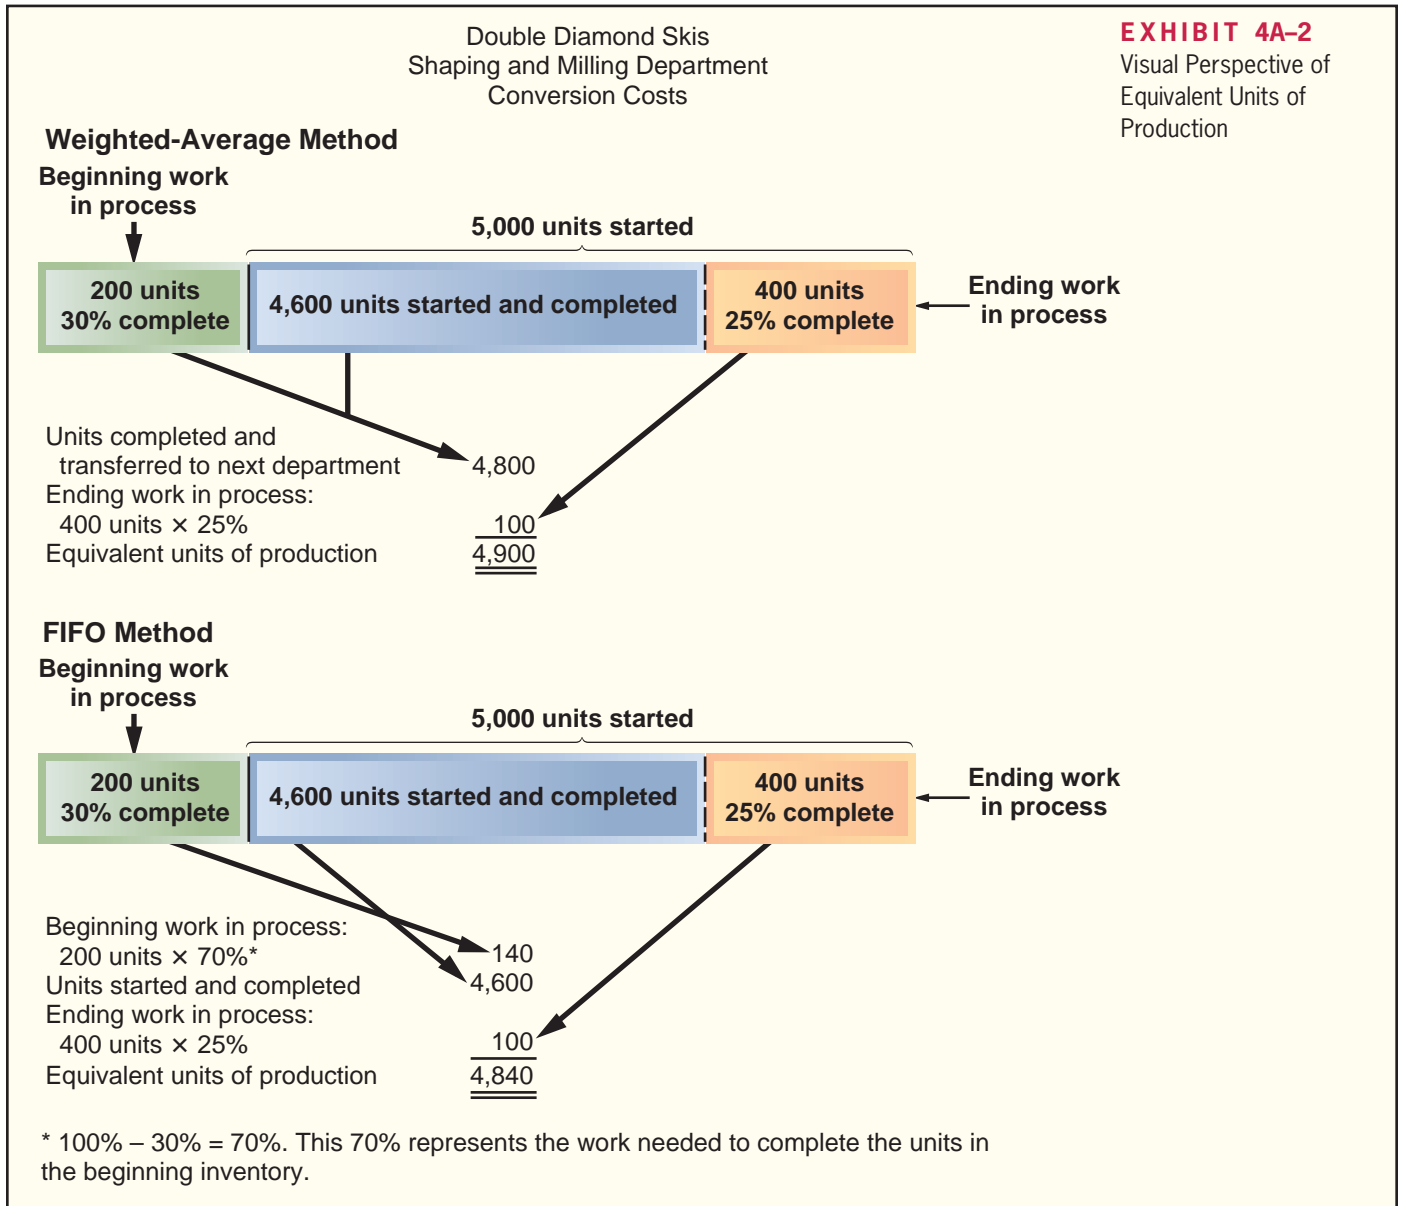 Double Diamond Skis
Shaping and Milling Department
Conversion Costs
EXHIBIT 4A–2
Visual Perspective of
Equivalent Units of
Production
Weighted-Average Method
Beginning work
in process
5,000 units started
200 units
30% complete
4,600 units started and completed
400 units
25% complete
Ending work
in process
Units completed and
transferred to next department 4,800
Ending work in process:
400 units × 25% 100
Equivalent units of production 4,900
FIFO Method
Beginning work
in process
5,000 units started
200 units
30% complete
4,600 units started and completed
400 units
25% complete
Ending work
in process
Beginning work in process:
200 units × 70%* 140
Units started and completed 4,600
Ending work in process:
400 units × 25% 100
Equivalent units of production 4,840
* 100% – 30% = 70%. This 70% represents the work needed to complete the units in
the beginning inventory.